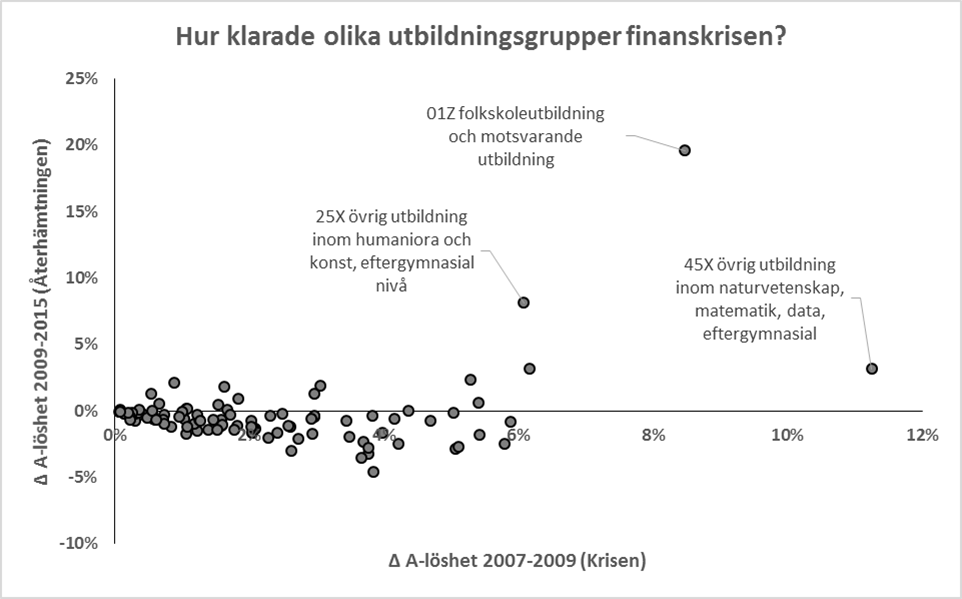 Hur klarade olika utbildningsgrupper finanskrisen?
25%
20%
15%
10%
5%
0%
-5%
-10%
Δ A-löshet 2009-2015 (Återhämtningen)
01Z folkskoleutbildning
och motsvarande
utbildning
25X övrig utbildning
inom humaniora och
konst, eftergymnasial
nivå
45X övrig utbildning
inom naturvetenskap,
matematik, data,
eftergymnasial
0%
2%
4%
6%
8%
10%
12%
Δ A-löshet 2007-2009 (Krisen)